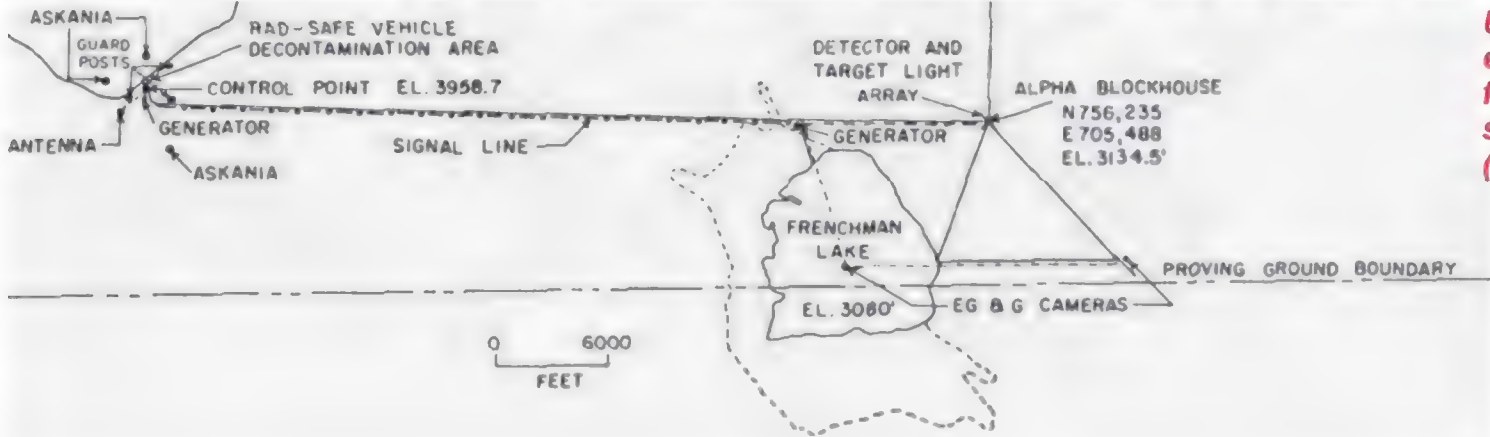 ASKANIA
GUARD
POSTS
RAD-SAFE VEHICLE
DECONTAMINATION AREA
CONTROL POINT EL. 3958.7
GENERATOR
ANTENNA
ASKANIA
SIGNAL LINE
DETECTOR AND
TARGET LIGHT
ARRAY
GENERATOR
ALPHA BLOCKHOUSE
N756,235
E705,488
EL. 3134.5'
FRENCHMAN
LAKE
PROVING GROUND BOUNDARY
EL. 3080'
EG & G CAMERAS
0 6000
FEET